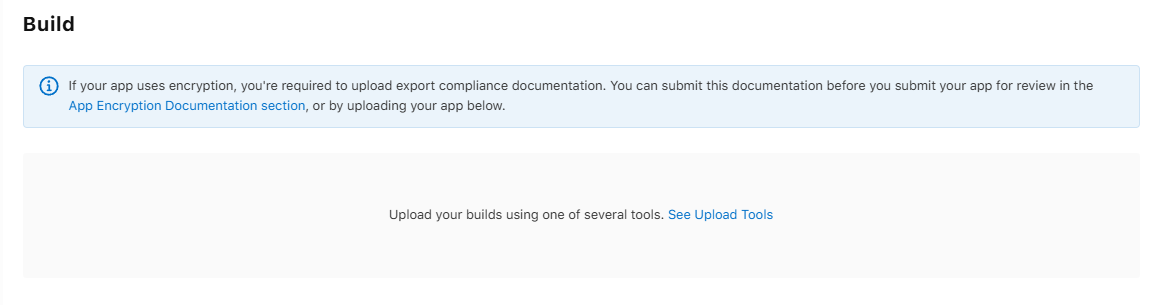 Build
If your app uses encryption, you're required to upload export compliance documentation. You can submit this documentation before you submit your app for review in the
App Encryption Documentation section, or by uploading your app below.
Upload your builds using one of several tools. See Upload Tools